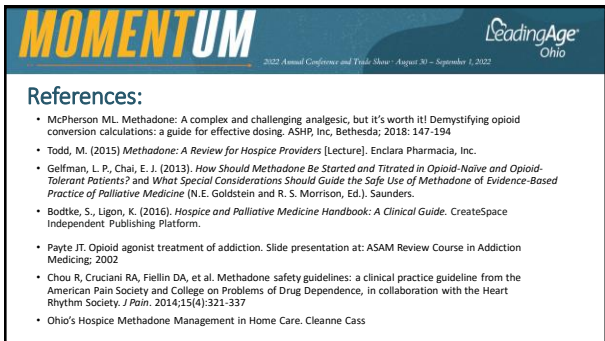 MOMENTUM
LeadingAge®
Ohio
2022 Annual Conference and Trade Show · August 30 – September 1, 2022
References:
• McPherson ML. Methadone: A complex and challenging analgesic, but it's worth it! Demystifying opioid
conversion calculations: a guide for effective dosing. ASHP, Inc, Bethesda; 2018: 147-194
• Todd, M. (2015) Methadone: A Review for Hospice Providers [Lecture]. Enclara Pharmacia, Inc.
• Gelfman, L. P., Chai, E. J. (2013). How Should Methadone Be Started and Titrated in Opioid-Naïve and Opioid-
Tolerant Patients? and What Special Considerations Should Guide the Safe Use of Methadone of Evidence-Based
Practice of Palliative Medicine (N.E. Goldstein and R. S. Morrison, Ed.). Saunders.
• Bodtke, S., Ligon, K. (2016). Hospice and Palliative Medicine Handbook: A Clinical Guide. CreateSpace
Independent Publishing Platform.
• Payte JT. Opioid agonist treatment of addiction. Slide presentation at: ASAM Review Course in Addiction
Medicing; 2002
• Chou R, Cruciani RA, Fiellin DA, et al. Methadone safety guidelines: a clinical practice guideline from the
American Pain Society and College on Problems of Drug Dependence, in collaboration with the Heart
Rhythm Society. J Pain. 2014;15(4):321-337
• Ohio's Hospice Methadone Management in Home Care. Cleanne Cass